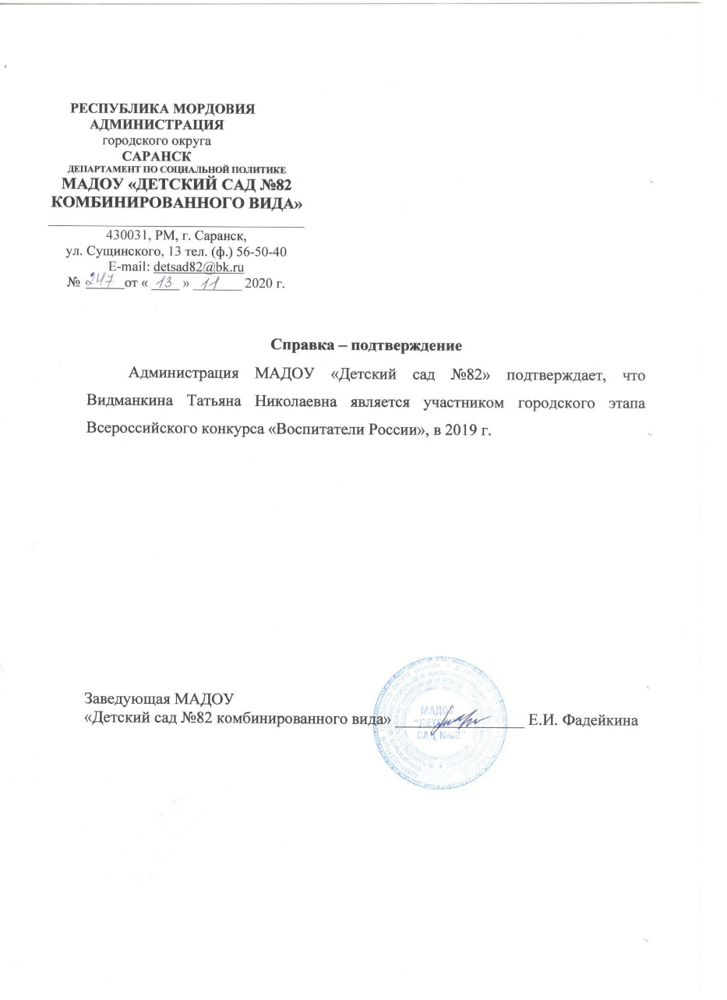 РЕСПУБЛИКА МОРДОВИЯ
АДМИНИСТРАЦИЯ
городского округа
САРАНСК
ДЕПАРТАМЕНТ ПО СОЦИАЛЬНОЙ ПОЛИТИКЕ
МАДОУ «ДЕТСКИЙ САД №82
КОМБИНИРОВАННОГО ВИДА»
430031, РМ, г. Саранск,
ул. Сущинского, 13 тел. (ф.) 56-50-40
E-mail: detsad82@bk.ru
№ 247 от « 13 » 11 2020 г.
Справка – подтверждение
Администрация МАДОУ «Детский сад №82» подтверждает, что
Видманкина Татьяна Николаевна является участником городского этапа
Всероссийского конкурса «Воспитатели России», в 2019 г.
Заведующая МАДОУ
«Детский сад №82 комбинированного вида» Е.И. Фадейкина
МАДОУ
"ДЕТСКИЙ
САД №82"